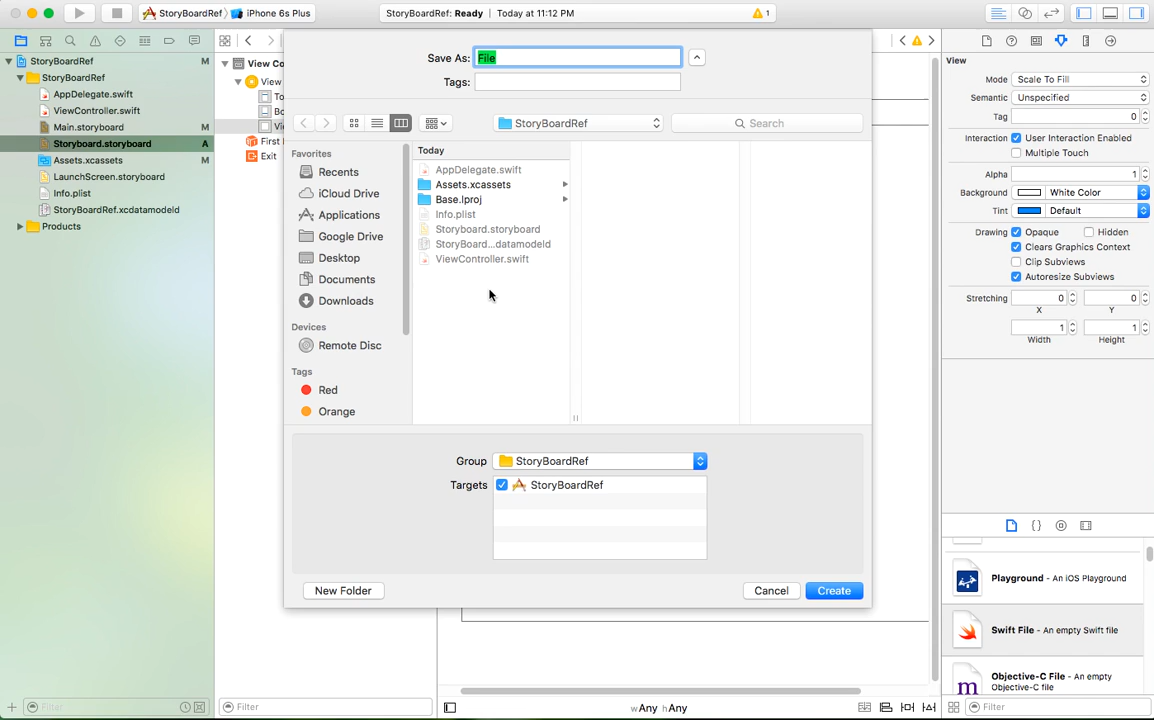 StoryBoardRef
iPhone 6s Plus
StoryBoardRef: Ready
Today at 11:12 PM
1
StoryBoardRef
M
StoryBoardRef
AppDelegate.swift
ViewController.swift
Main.storyboard
M
Storyboard.storyboard
A
Assets.xcassets
M
LaunchScreen.storyboard
Info.plist
StoryBoardRef.xcdatamodeld
Products
Filter
View Co
View
To
Bo
Vi
First
Exit
Filter
Save As:
File
Tags:
StoryBoardRef
Search
Favorites
Recents
iCloud Drive
Applications
Google Drive
Desktop
Documents
Downloads
Devices
Remote Disc
Tags
Red
Orange
Today
AppDelegate.swift
Assets.xcassets
Base.lproj
Info.plist
Storyboard.storyboard
StoryBoard...datamodeld
ViewController.swift
Group
StoryBoardRef
Targets
StoryBoardRef
New Folder
Cancel
Create
wAny hAny
View
Mode
Scale To Fill
Semantic
Unspecified
Tag
0
Interaction
User Interaction Enabled
Multiple Touch
Alpha
1
Background
White Color
Tint
Default
Drawing
Opaque
Hidden
Clears Graphics Context
Clip Subviews
Autoresize Subviews
Stretching
0
0
X
Y
1
1
Width
Height
{ }
Playground - An iOS Playground
Swift File - An empty Swift file
Objective-C File - An empty
Objective-C file
m
Filter